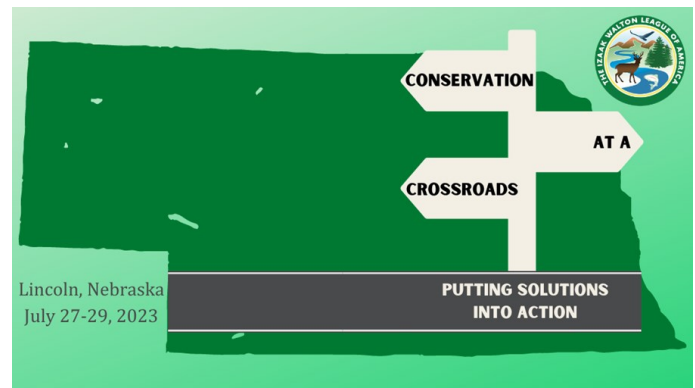 THE IZAAK WALTON LEAGUE OF AMERICA
CONSERVATION
AT A
CROSSROADS
Lincoln, Nebraska
July 27-29, 2023
PUTTING SOLUTIONS
INTO ACTION